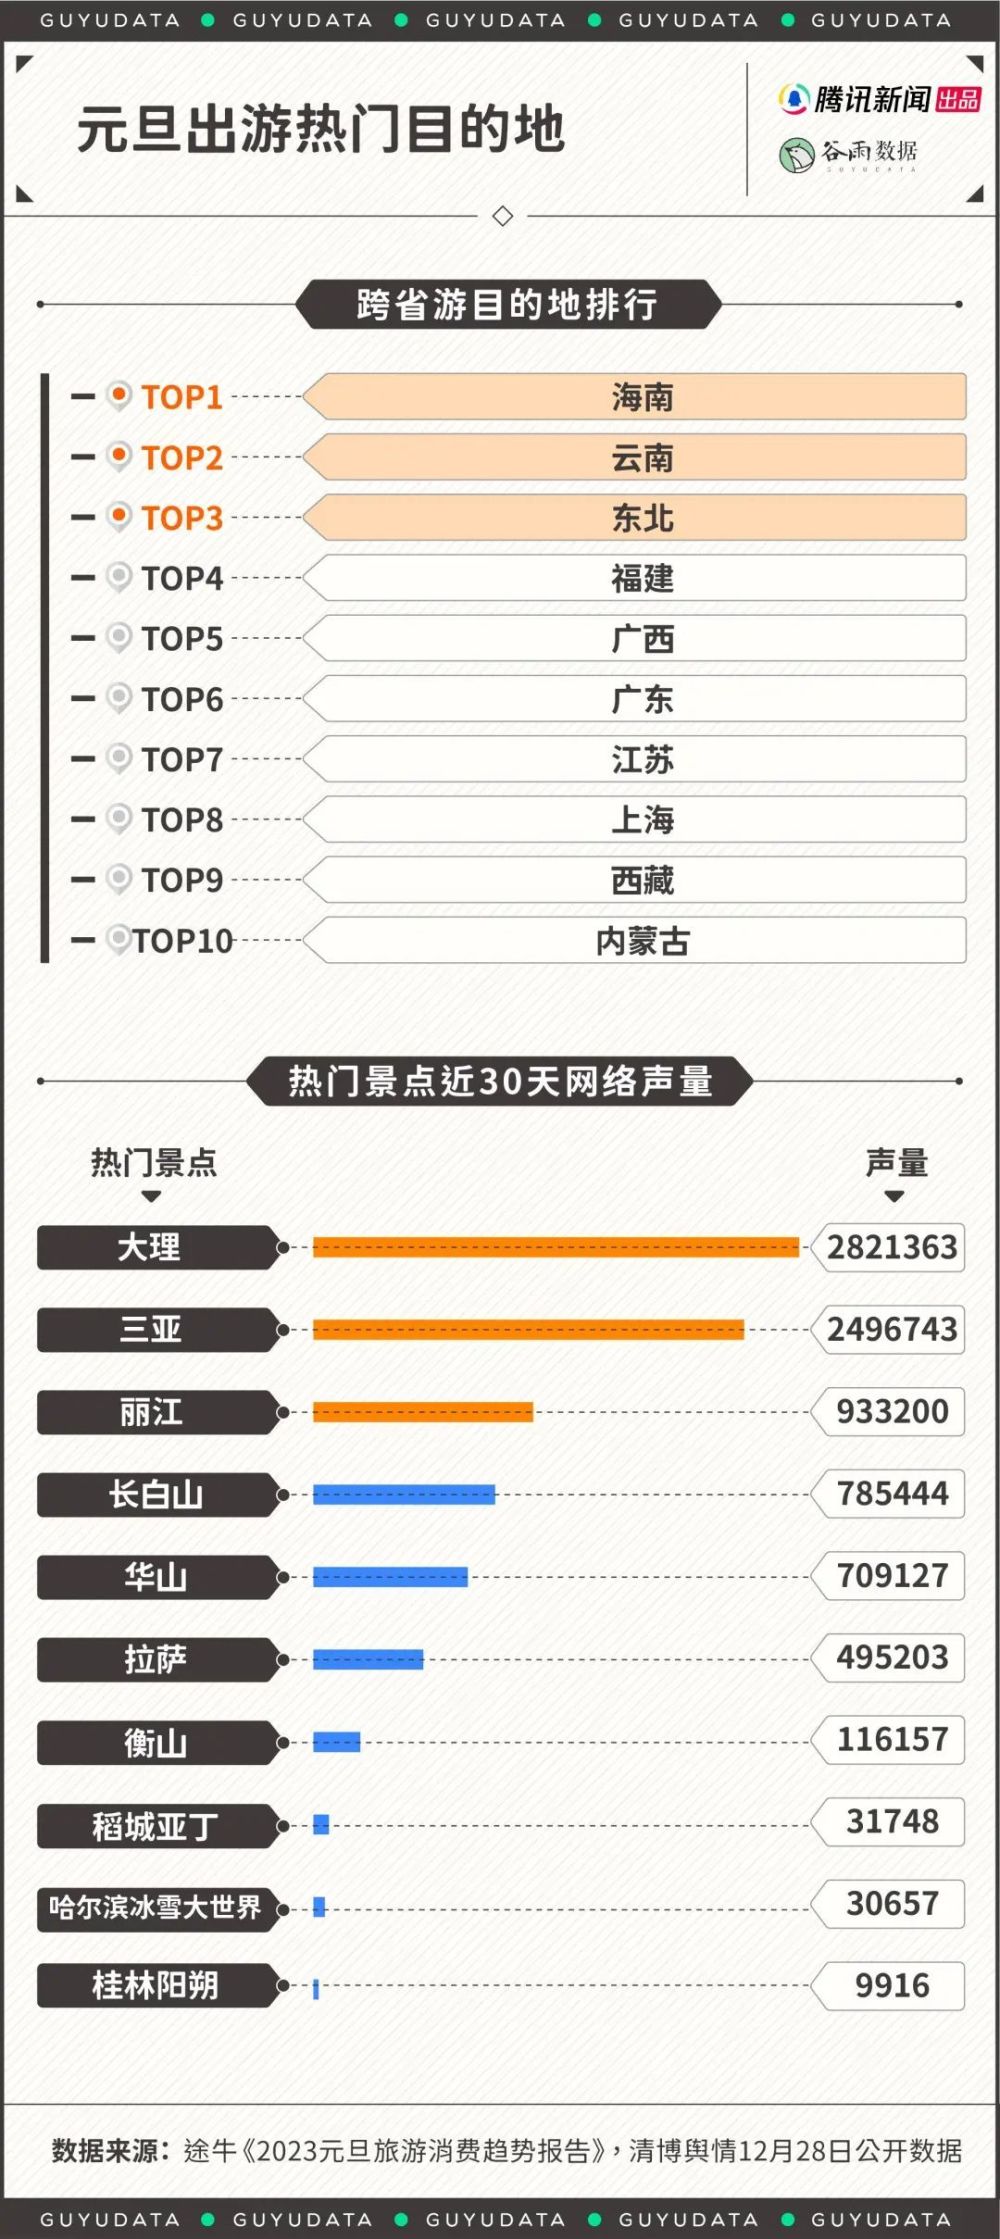 GUYUDATA GUYUDATA GUYUDATA GUYUDATA GUYUDATA
元旦出游热门目的地
腾讯新闻 出品
谷雨数据
GUYUDATA
跨省游目的地排行
TOP1 海南
TOP2 云南
TOP3 东北
TOP4 福建
TOP5 广西
TOP6 广东
TOP7 江苏
TOP8 上海
TOP9 西藏
TOP10 内蒙古
热门景点近30天网络声量
热门景点 声量
大理 2821363
三亚 2496743
丽江 933200
长白山 785444
华山 709127
拉萨 495203
衡山 116157
稻城亚丁 31748
哈尔滨冰雪大世界 30657
桂林阳朔 9916
数据来源：途牛《2023元旦旅游消费趋势报告》，清博舆情12月28日公开数据
GUYUDATA GUYUDATA GUYUDATA GUYUDATA GUYUDATA